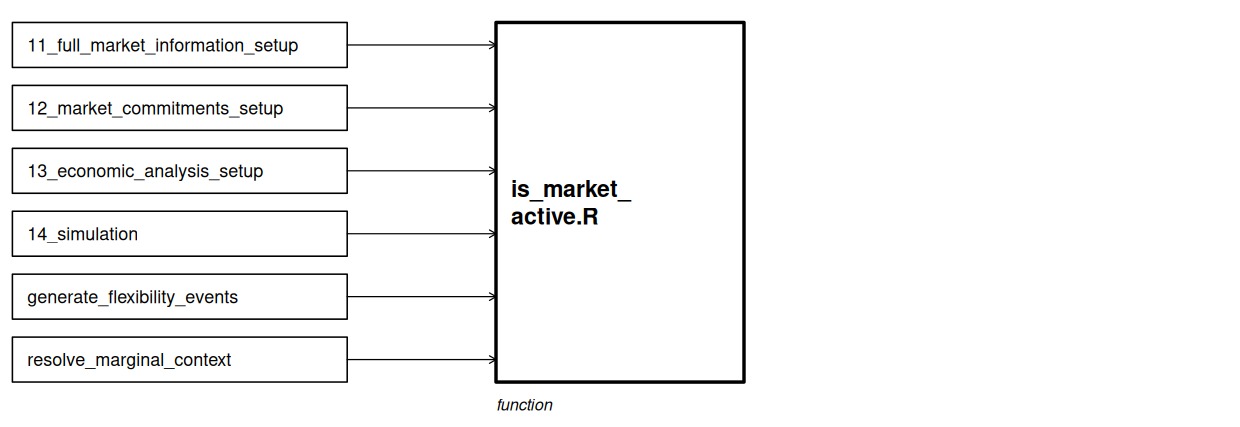 11_full_market_information_setup
12_market_commitments_setup
13_economic_analysis_setup
14_simulation
generate_flexibility_events
resolve_marginal_context
is_market_
active.R
function